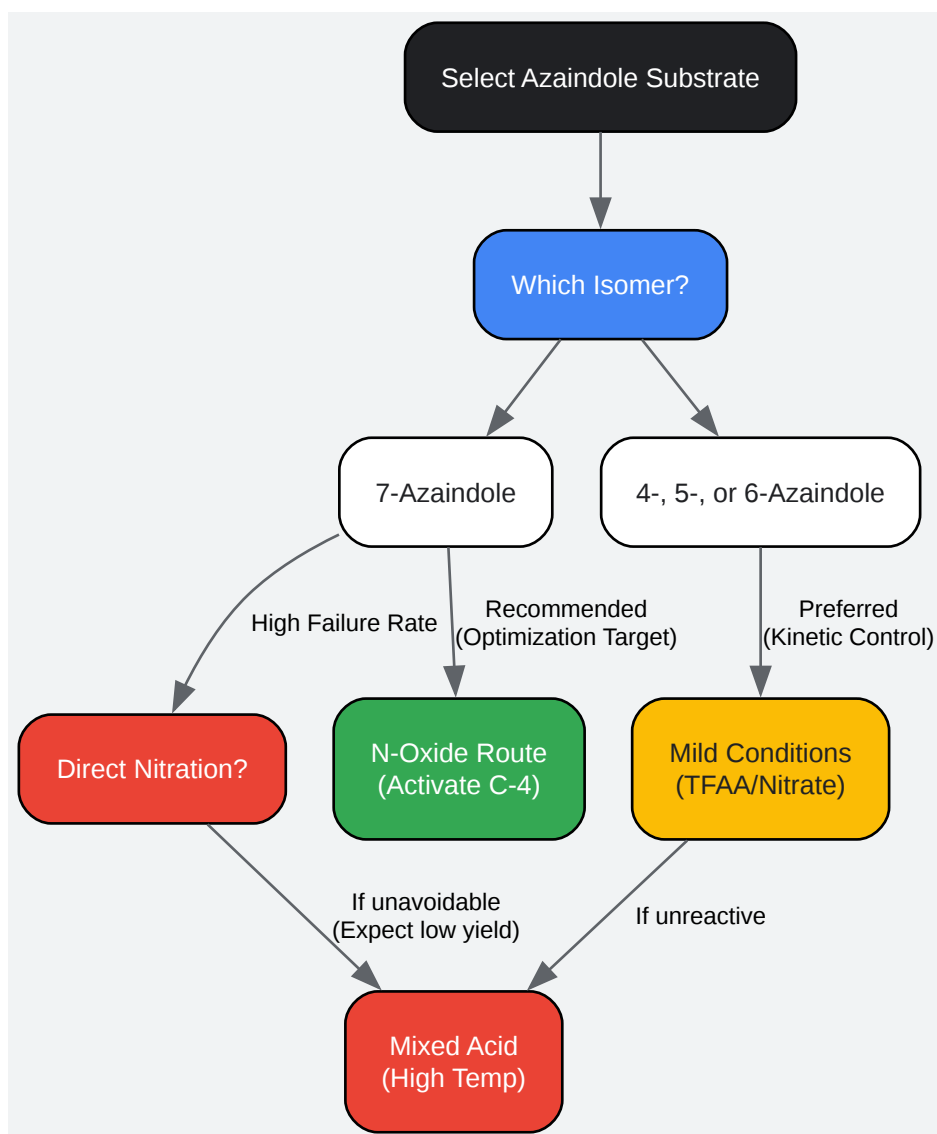 Select Azaindole Substrate
Which Isomer?
7-Azaindole
4-, 5-, or 6-Azaindole
High Failure Rate
Recommended
(Optimization Target)
Preferred
(Kinetic Control)
Direct Nitration?
N-Oxide Route
(Activate C-4)
Mild Conditions
(TFAA/Nitrate)
If unavoidable
(Expect low yield)
If unreactive
Mixed Acid
(High Temp)